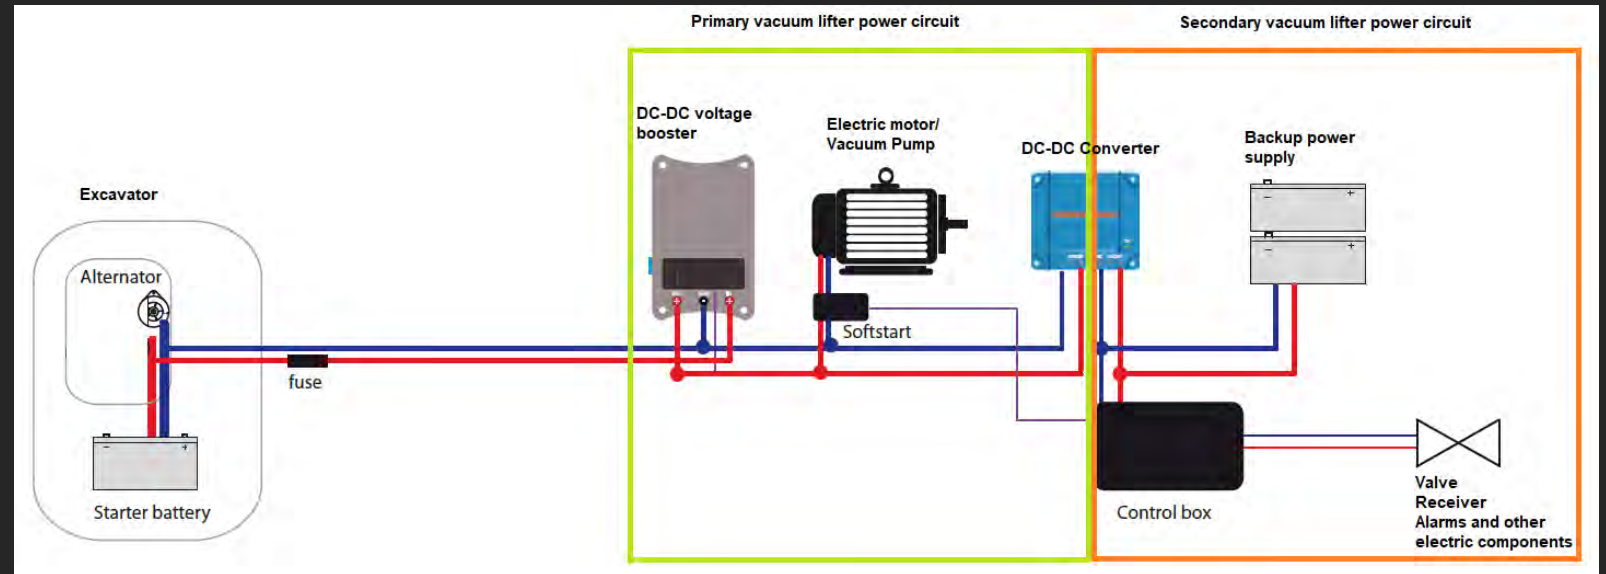 Primary vacuum lifter power circuit
Secondary vacuum lifter power circuit
DC-DC voltage
booster
Electric motor/
Vacuum Pump
DC-DC Converter
Backup power
supply
Excavator
Alternator
Softstart
fuse
Starter battery
Control box
Valve
Receiver
Alarms and other
electric components